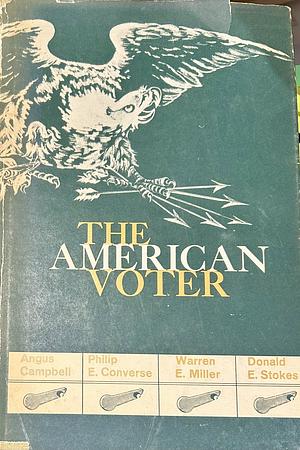 THE
AMERICAN
VOTER
Angus
Campbell
Philip
E. Converse
Warren
E. Miller
Donald
E. Stokes